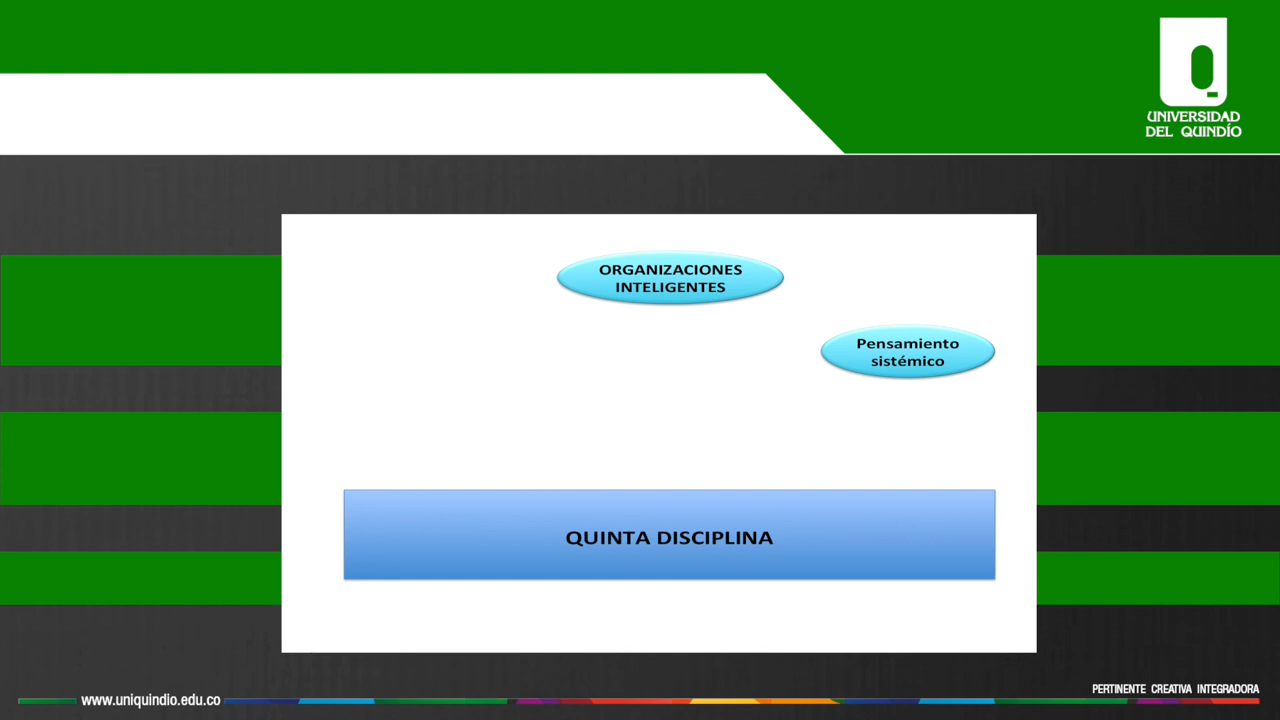 UNIVERSIDAD
DEL QUINDÍO
ORGANIZACIONES
INTELIGENTES
Pensamiento
sistémico
QUINTA DISCIPLINA
PERTINENTE CREATIVA INTEGRADORA
www.uniquindio.edu.co